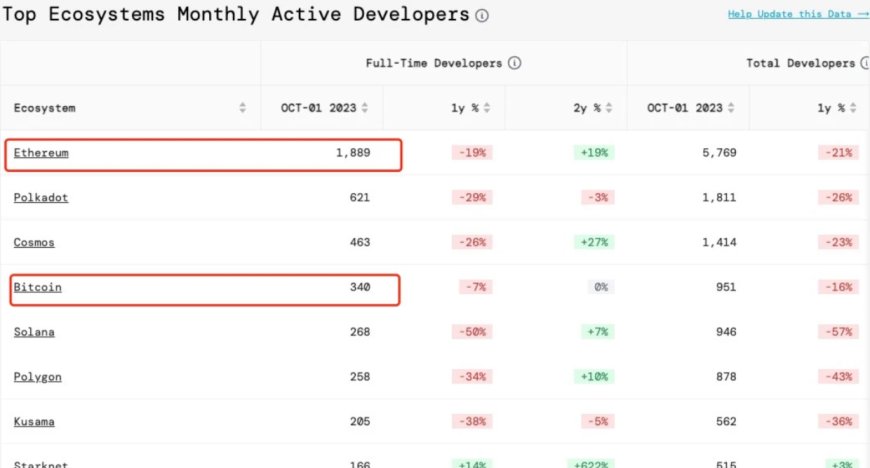 Top Ecosystems Monthly Active Developers
Help Update this Data →
Full-Time Developers Total Developers
Ecosystem OCT-01 2023 1y % 2y % OCT-01 2023 1y %
Ethereum 1,889 -19% +19% 5,769 -21%
Polkadot 621 -29% -3% 1,811 -26%
Cosmos 463 -26% +27% 1,414 -23%
Bitcoin 340 -7% 0% 951 -16%
Solana 268 -50% +7% 946 -57%
Polygon 258 -34% +10% 878 -43%
Kusama 205 -38% -5% 562 -36%
Starknet 166 +14% +622% 515 +3%